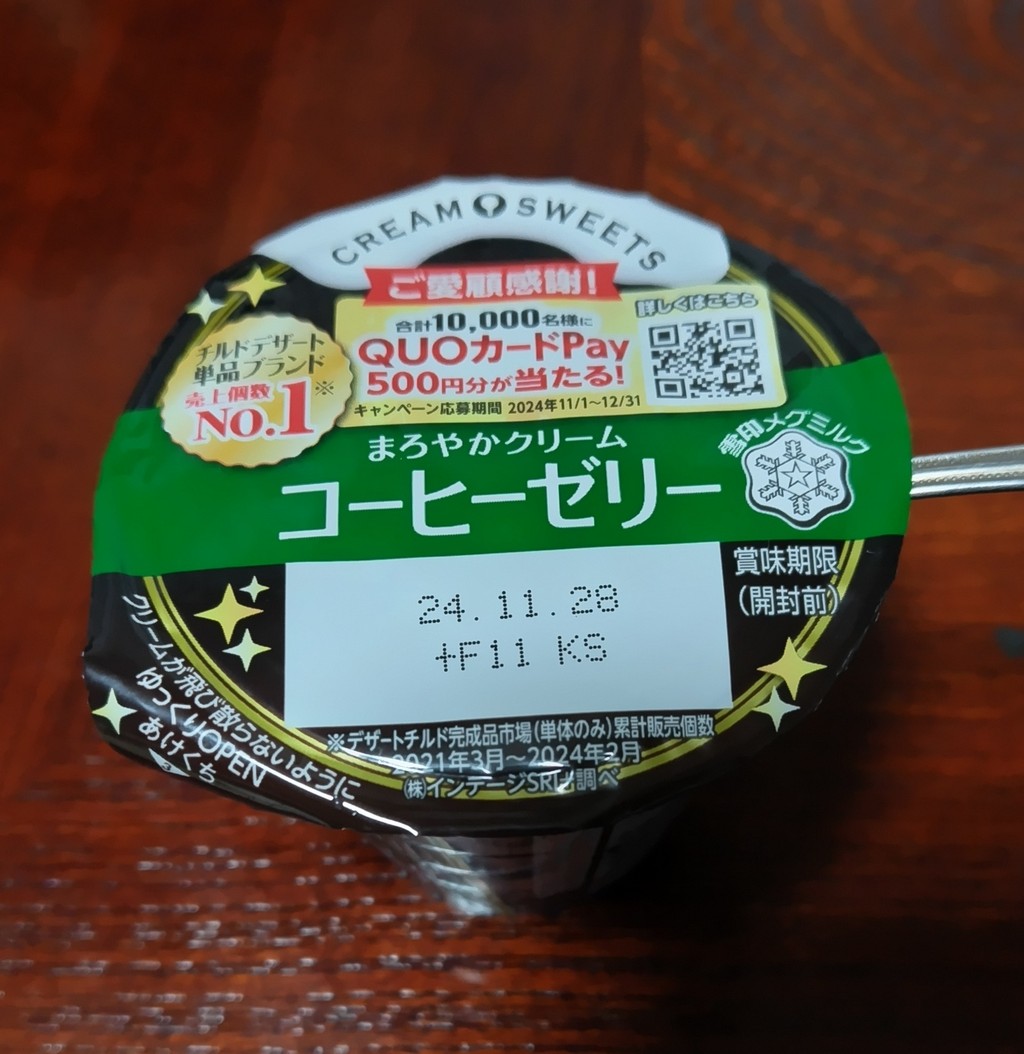 CREAM SWEETS
ご愛顧感謝!
合計10,000名様に
QUOカードPay
500円分が当たる!
キャンペーン応募期間 2024年11/1〜12/31
詳しくはこちら
チルドデザート
単品ブランド
売上個数
No.1※
まろやかクリーム
コーヒーゼリー
雪印メグミルク
賞味期限
(開封前)
24.11.28
+F11 KS
※デザートチルド完成品市場(単体のみ)累計販売個数
2021年3月〜2024年2月
(株)インテージSRI+調べ
クリームが飛び散らないように
ゆっくりOPEN
あけくち